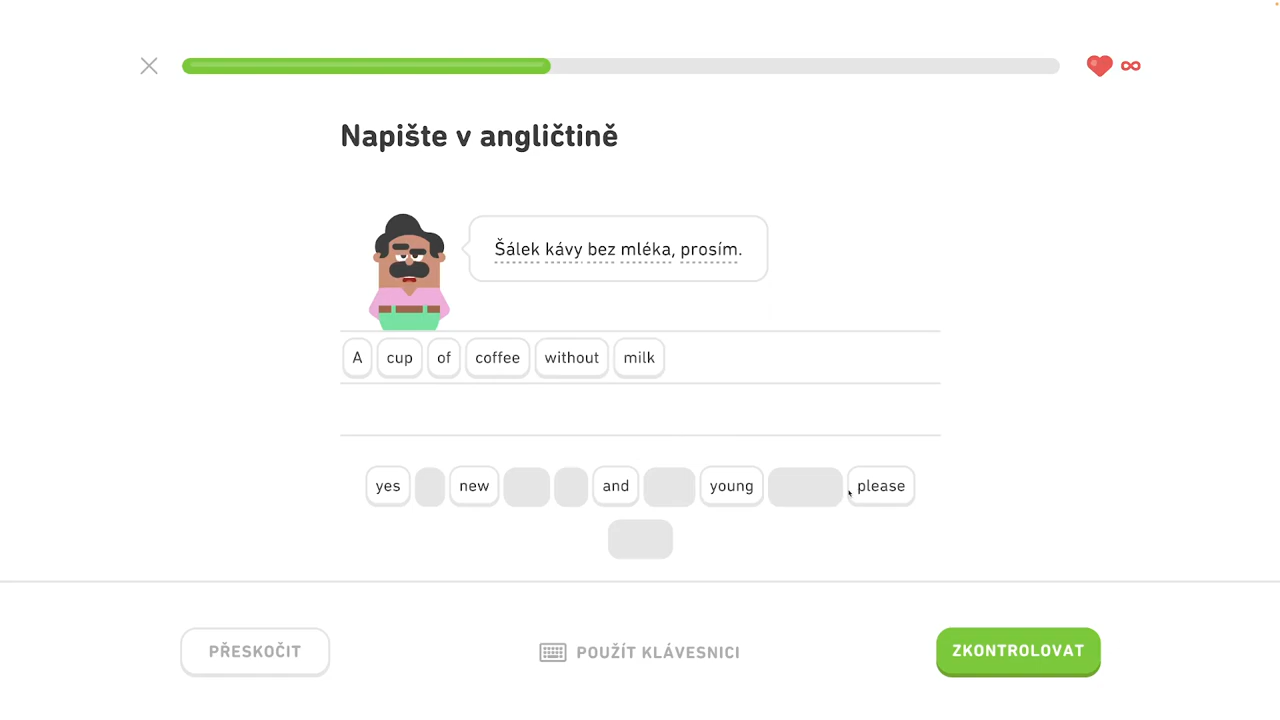 Napište v angličtině
Šálek kávy bez mléka, prosím.
A cup of coffee without milk
yes new and young please
PŘESKOČIT POUŽÍT KLÁVESNICI ZKONTROLOVAT